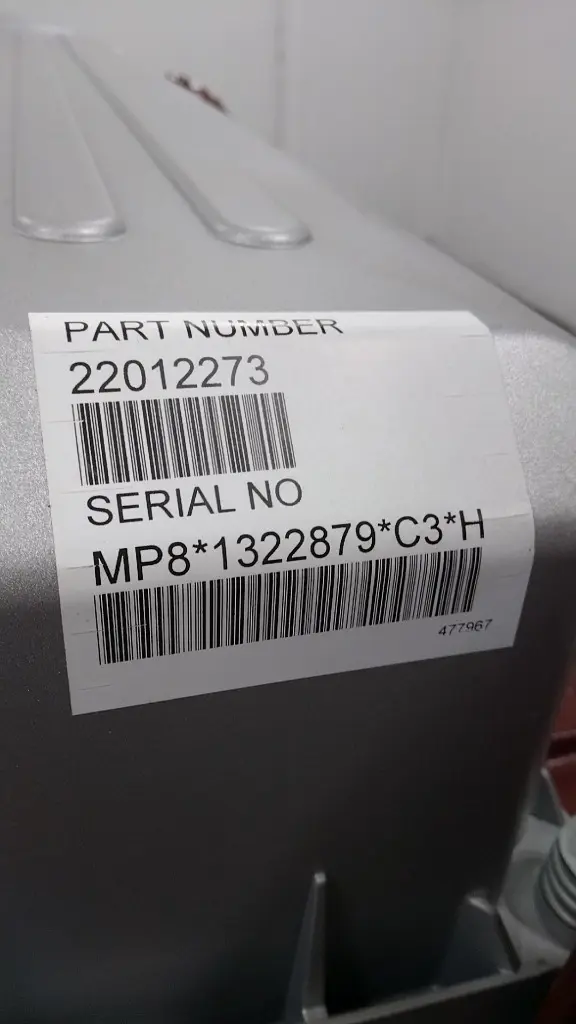 PART NUMBER
22012273
SERIAL NO
MP8*1322879*C3*H
477967